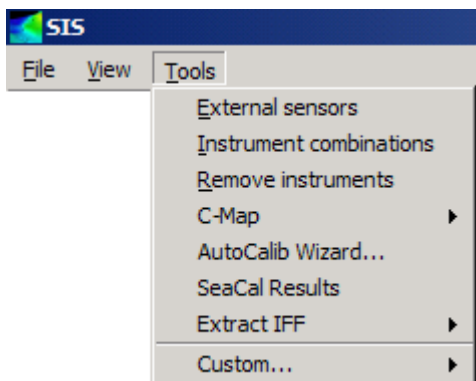 SIS
File View Tools
External sensors
Instrument combinations
Remove instruments
C-Map
AutoCalib Wizard...
SeaCal Results
Extract IFF
Custom...